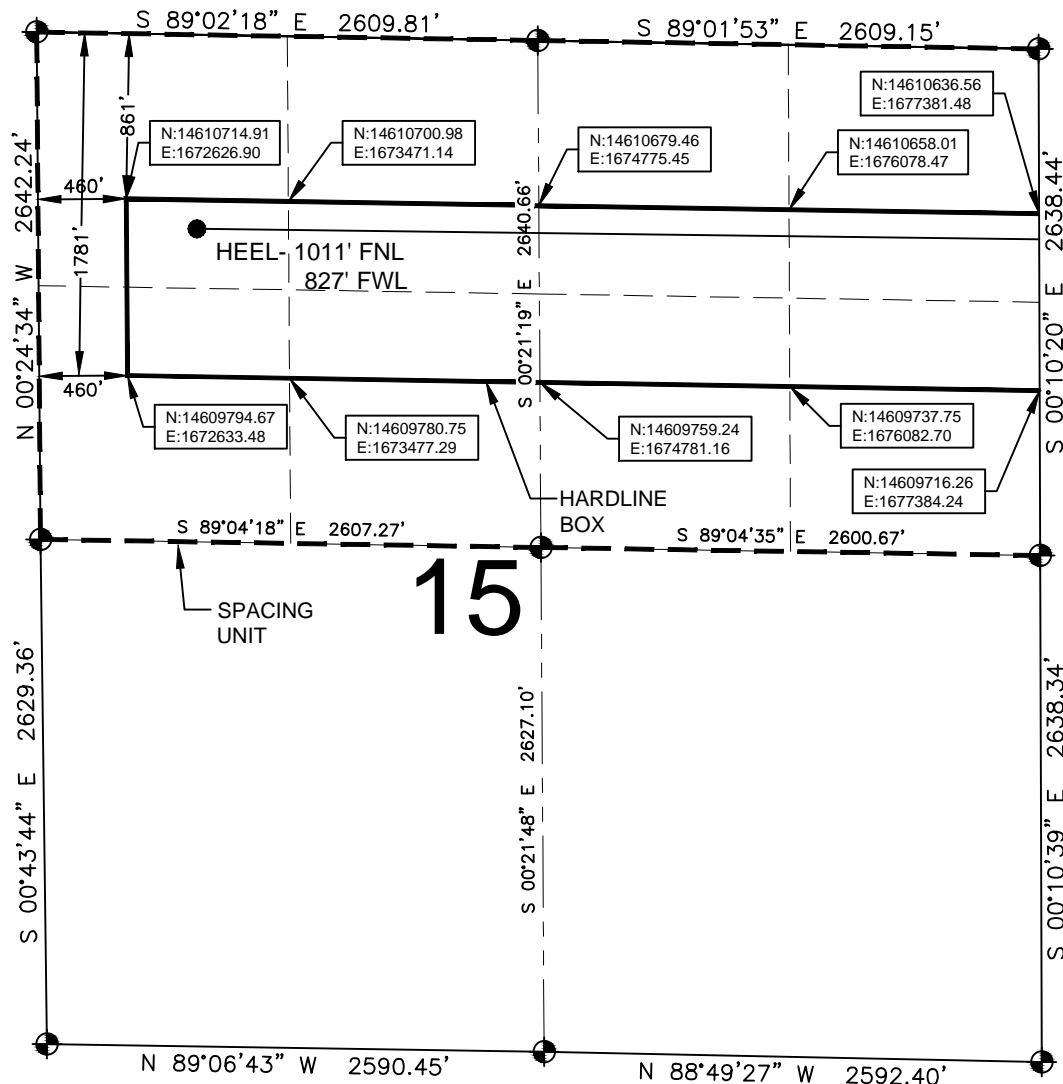 S 89°02'18" E 2609.81'
S 89°01'53" E 2609.15'
N 00°24'34" W 2642.24'
1781'
861'
460'
N:14610714.91
E:1672626.90
N:14610700.98
E:1673471.14
N:14610679.46
E:1674775.45
N:14610658.01
E:1676078.47
N:14610636.56
E:1677381.48
S 00°10'20" E 2638.44'
HEEL- 1011' FNL
827' FWL
S 00°21'19" E 2640.66'
460'
N:14609794.67
E:1672633.48
N:14609780.75
E:1673477.29
N:14609759.24
E:1674781.16
N:14609737.75
E:1676082.70
N:14609716.26
E:1677384.24
HARDLINE
BOX
S 89°04'18" E 2607.27'
S 89°04'35" E 2600.67'
15
SPACING
UNIT
S 00°43'44" E 2629.36'
S 00°21'48" E 2627.10'
S 00°10'39" E 2638.34'
N 89°06'43" W 2590.45'
N 88°49'27" W 2592.40'